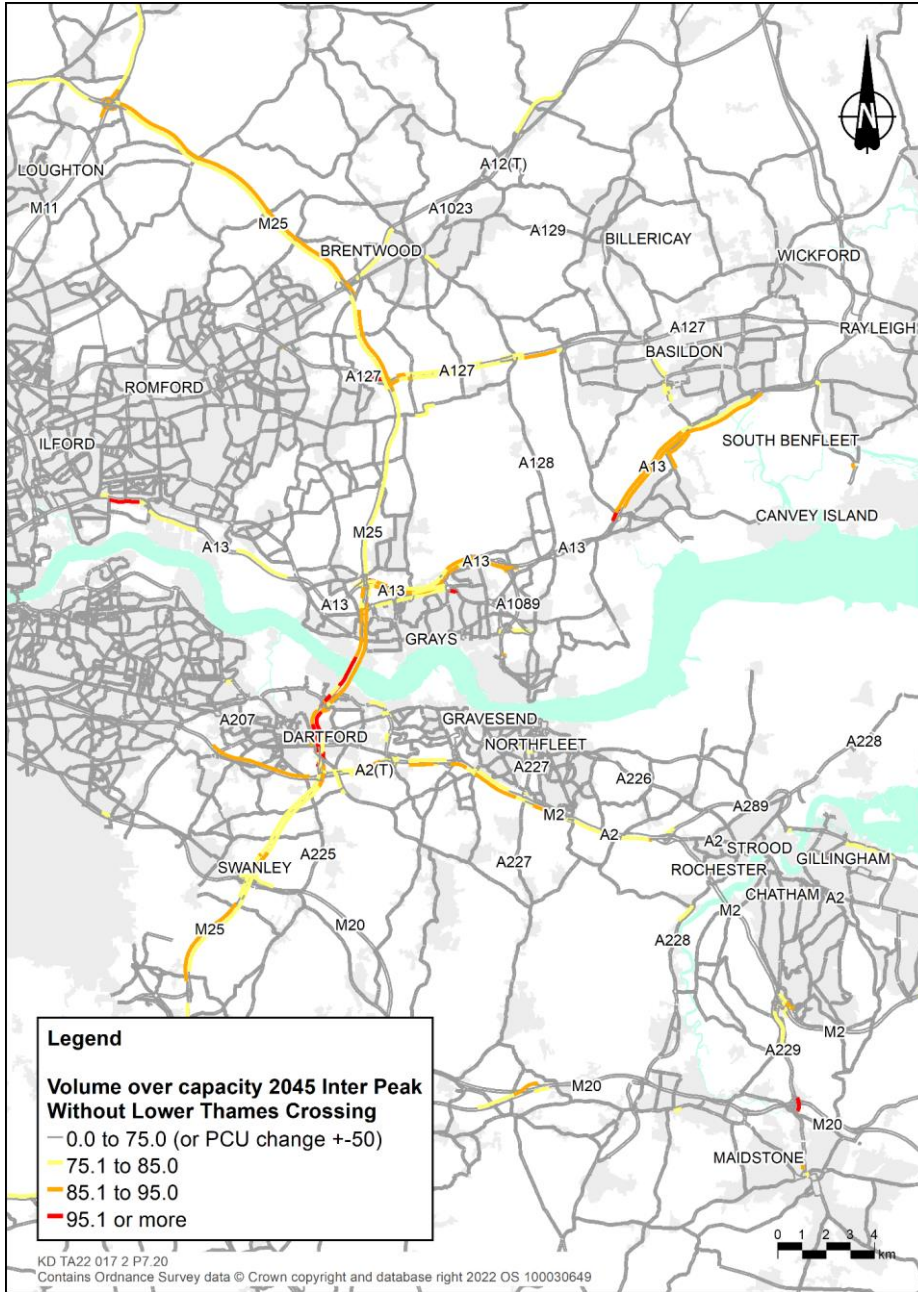 N
LOUGHTON
M11
A12(T)
M25
A1023
A129
BRENTWOOD
BILLERICAY
WICKFORD
A127
RAYLEIGH
BASILDON
A127
A127
ROMFORD
ILFORD
SOUTH BENFLEET
A128
A13
CANVEY ISLAND
M25
A13
A13
A13
A13
A13
A1089
GRAYS
A207
DARTFORD
GRAVESEND
NORTHFLEET
A2(T)
A227
A226
A228
M2
A289
A2
A2
STROOD
GILLINGHAM
ROCHESTER
CHATHAM
A2
SWANLEY
A225
A227
M2
M20
M25
A228
M2
A229
M20
M20
MAIDSTONE
Legend
Volume over capacity 2045 Inter Peak
Without Lower Thames Crossing
0.0 to 75.0 (or PCU change +-50)
75.1 to 85.0
85.1 to 95.0
95.1 or more
0 1 2 3 4
km
KD TA22 017 2 P7.20
Contains Ordnance Survey data © Crown copyright and database right 2022 OS 100030649